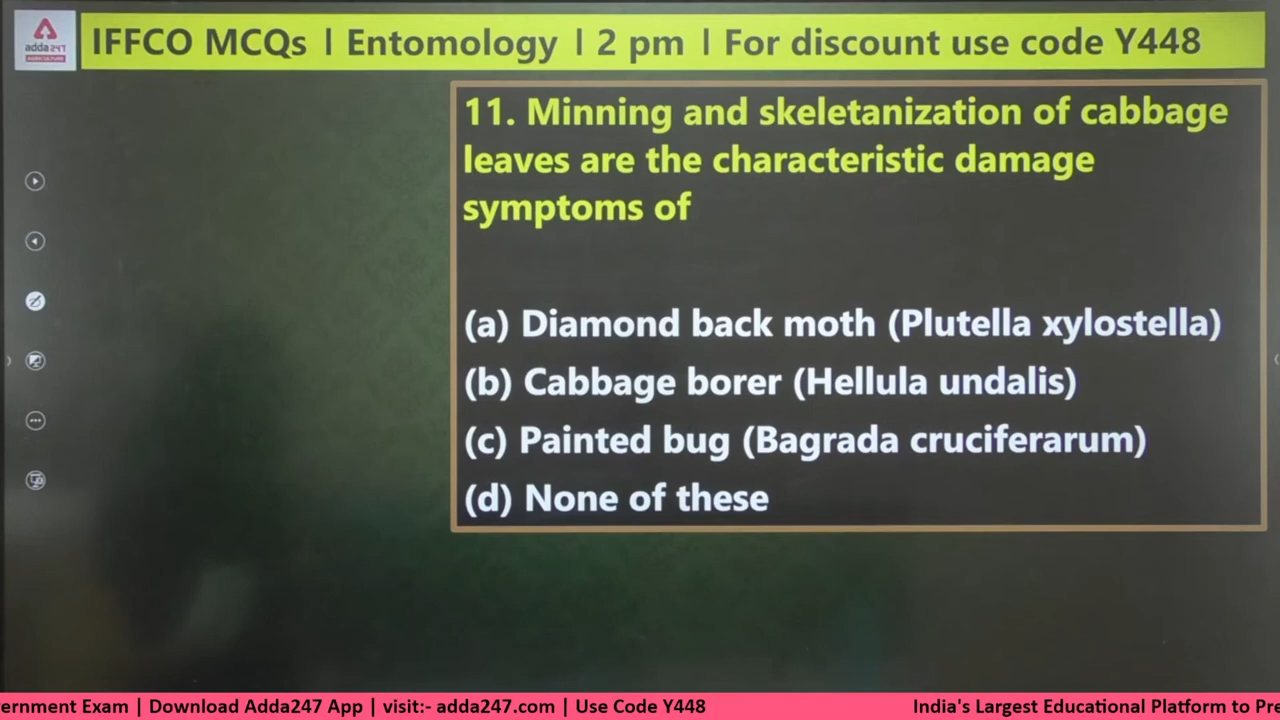 adda247
AGRICULTURE
IFFCO MCQs l Entomology l 2 pm l For discount use code Y448
11. Minning and skeletanization of cabbage
leaves are the characteristic damage
symptoms of
(a) Diamond back moth (Plutella xylostella)
(b) Cabbage borer (Hellula undalis)
(c) Painted bug (Bagrada cruciferarum)
(d) None of these
ernment Exam | Download Adda247 App | visit:- adda247.com | Use Code Y448
India's Largest Educational Platform to Pre